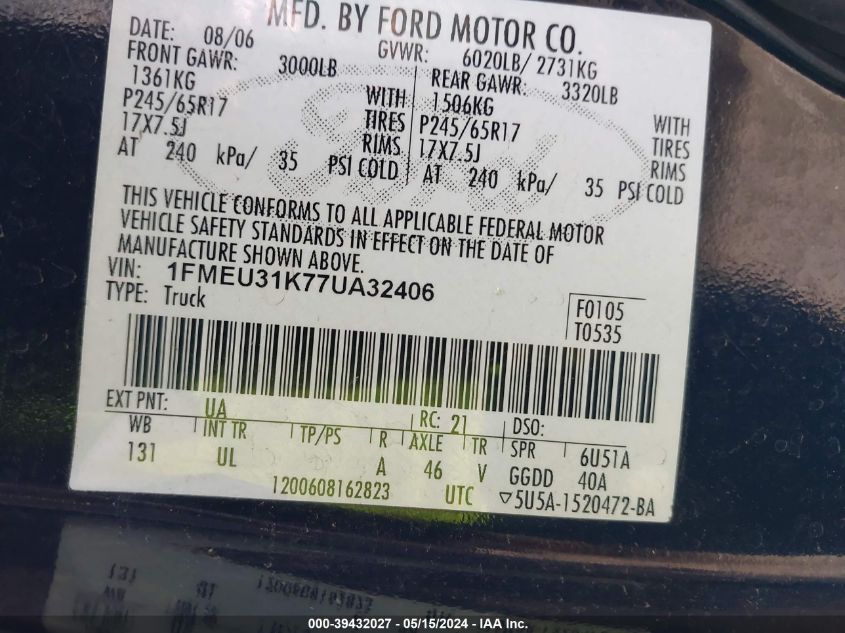 MFD. BY FORD MOTOR CO.
DATE: 08/06 GVWR: 6020LB/ 2731KG
FRONT GAWR: 3000LB REAR GAWR: 3320LB
1361KG WITH 1506KG WITH
P245/65R17 TIRES P245/65R17 TIRES
17X7.5J RIMS 17X7.5J RIMS
AT 240 kPa/ 35 PSI COLD AT 240 kPa/ 35 PSI COLD
THIS VEHICLE CONFORMS TO ALL APPLICABLE FEDERAL MOTOR
VEHICLE SAFETY STANDARDS IN EFFECT ON THE DATE OF
MANUFACTURE SHOWN ABOVE.
VIN: 1FMEU31K77UA32406
TYPE: Truck
F0105
T0535
EXT PNT: UA RC: 21 DSO:
WB INT TR TP/PS R AXLE TR SPR 6U51A
131 UL A 46 V GGDD 40A
1200608162823 UTC ▽5U5A-1520472-BA
000-39432027 - 05/15/2024 - IAA Inc.